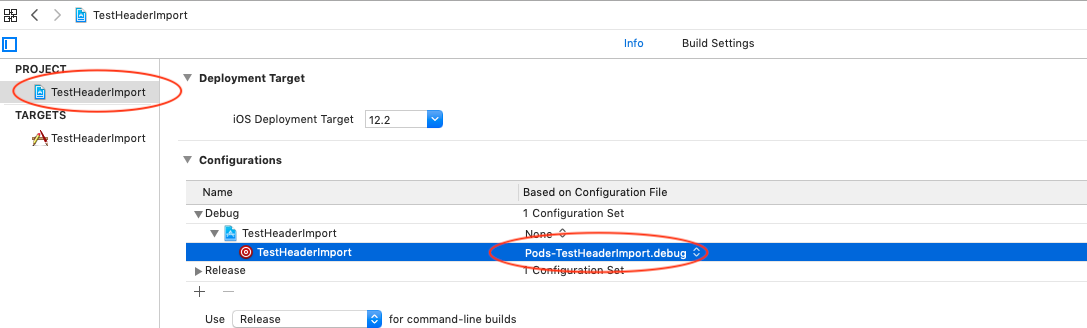 TestHeaderImport
Info Build Settings
PROJECT
TestHeaderImport
TARGETS
TestHeaderImport
Deployment Target
iOS Deployment Target 12.2
Configurations
Name Based on Configuration File
Debug 1 Configuration Set
TestHeaderImport None
TestHeaderImport Pods-TestHeaderImport.debug
Release 1 Configuration Set
Use Release for command-line builds